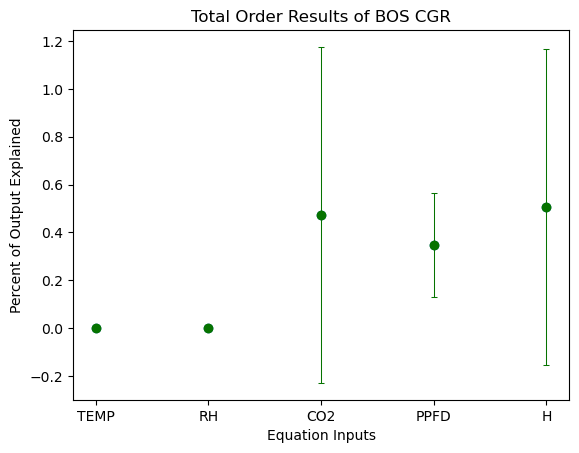 Total Order Results of BOS CGR
Percent of Output Explained
1.2
1.0
0.8
0.6
0.4
0.2
0.0
−0.2
TEMP RH CO2 PPFD H
Equation Inputs